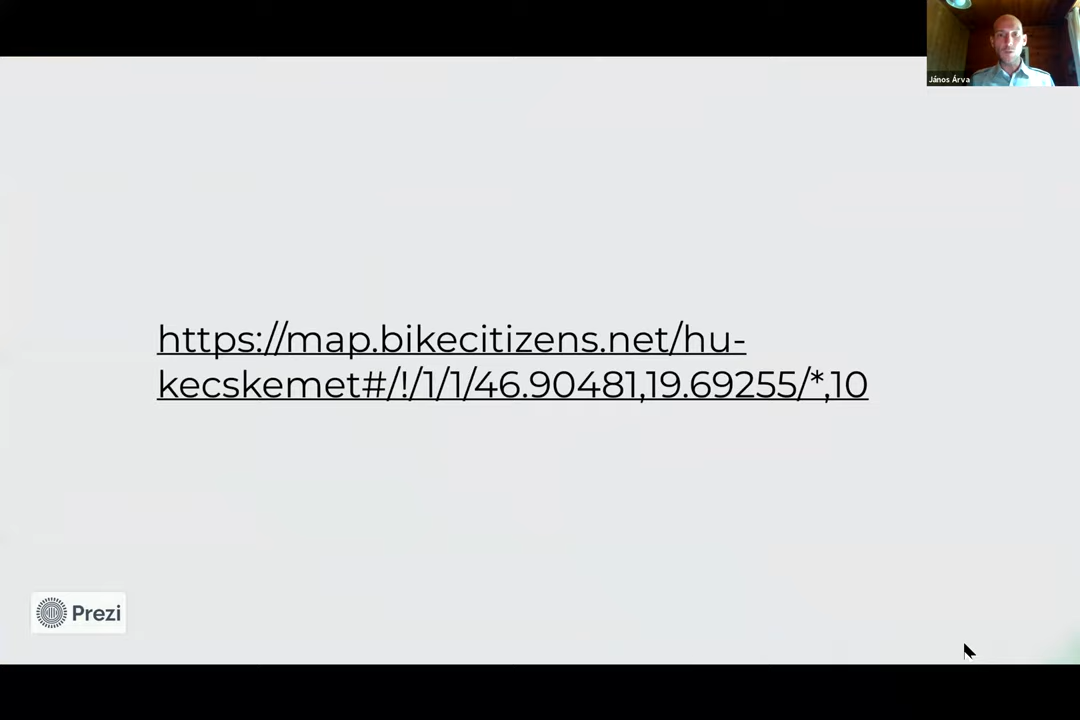 János Árva
https://map.bikecitizens.net/hu-
kecskemet#/!/1/1/46.90481,19.69255/*,10
Prezi